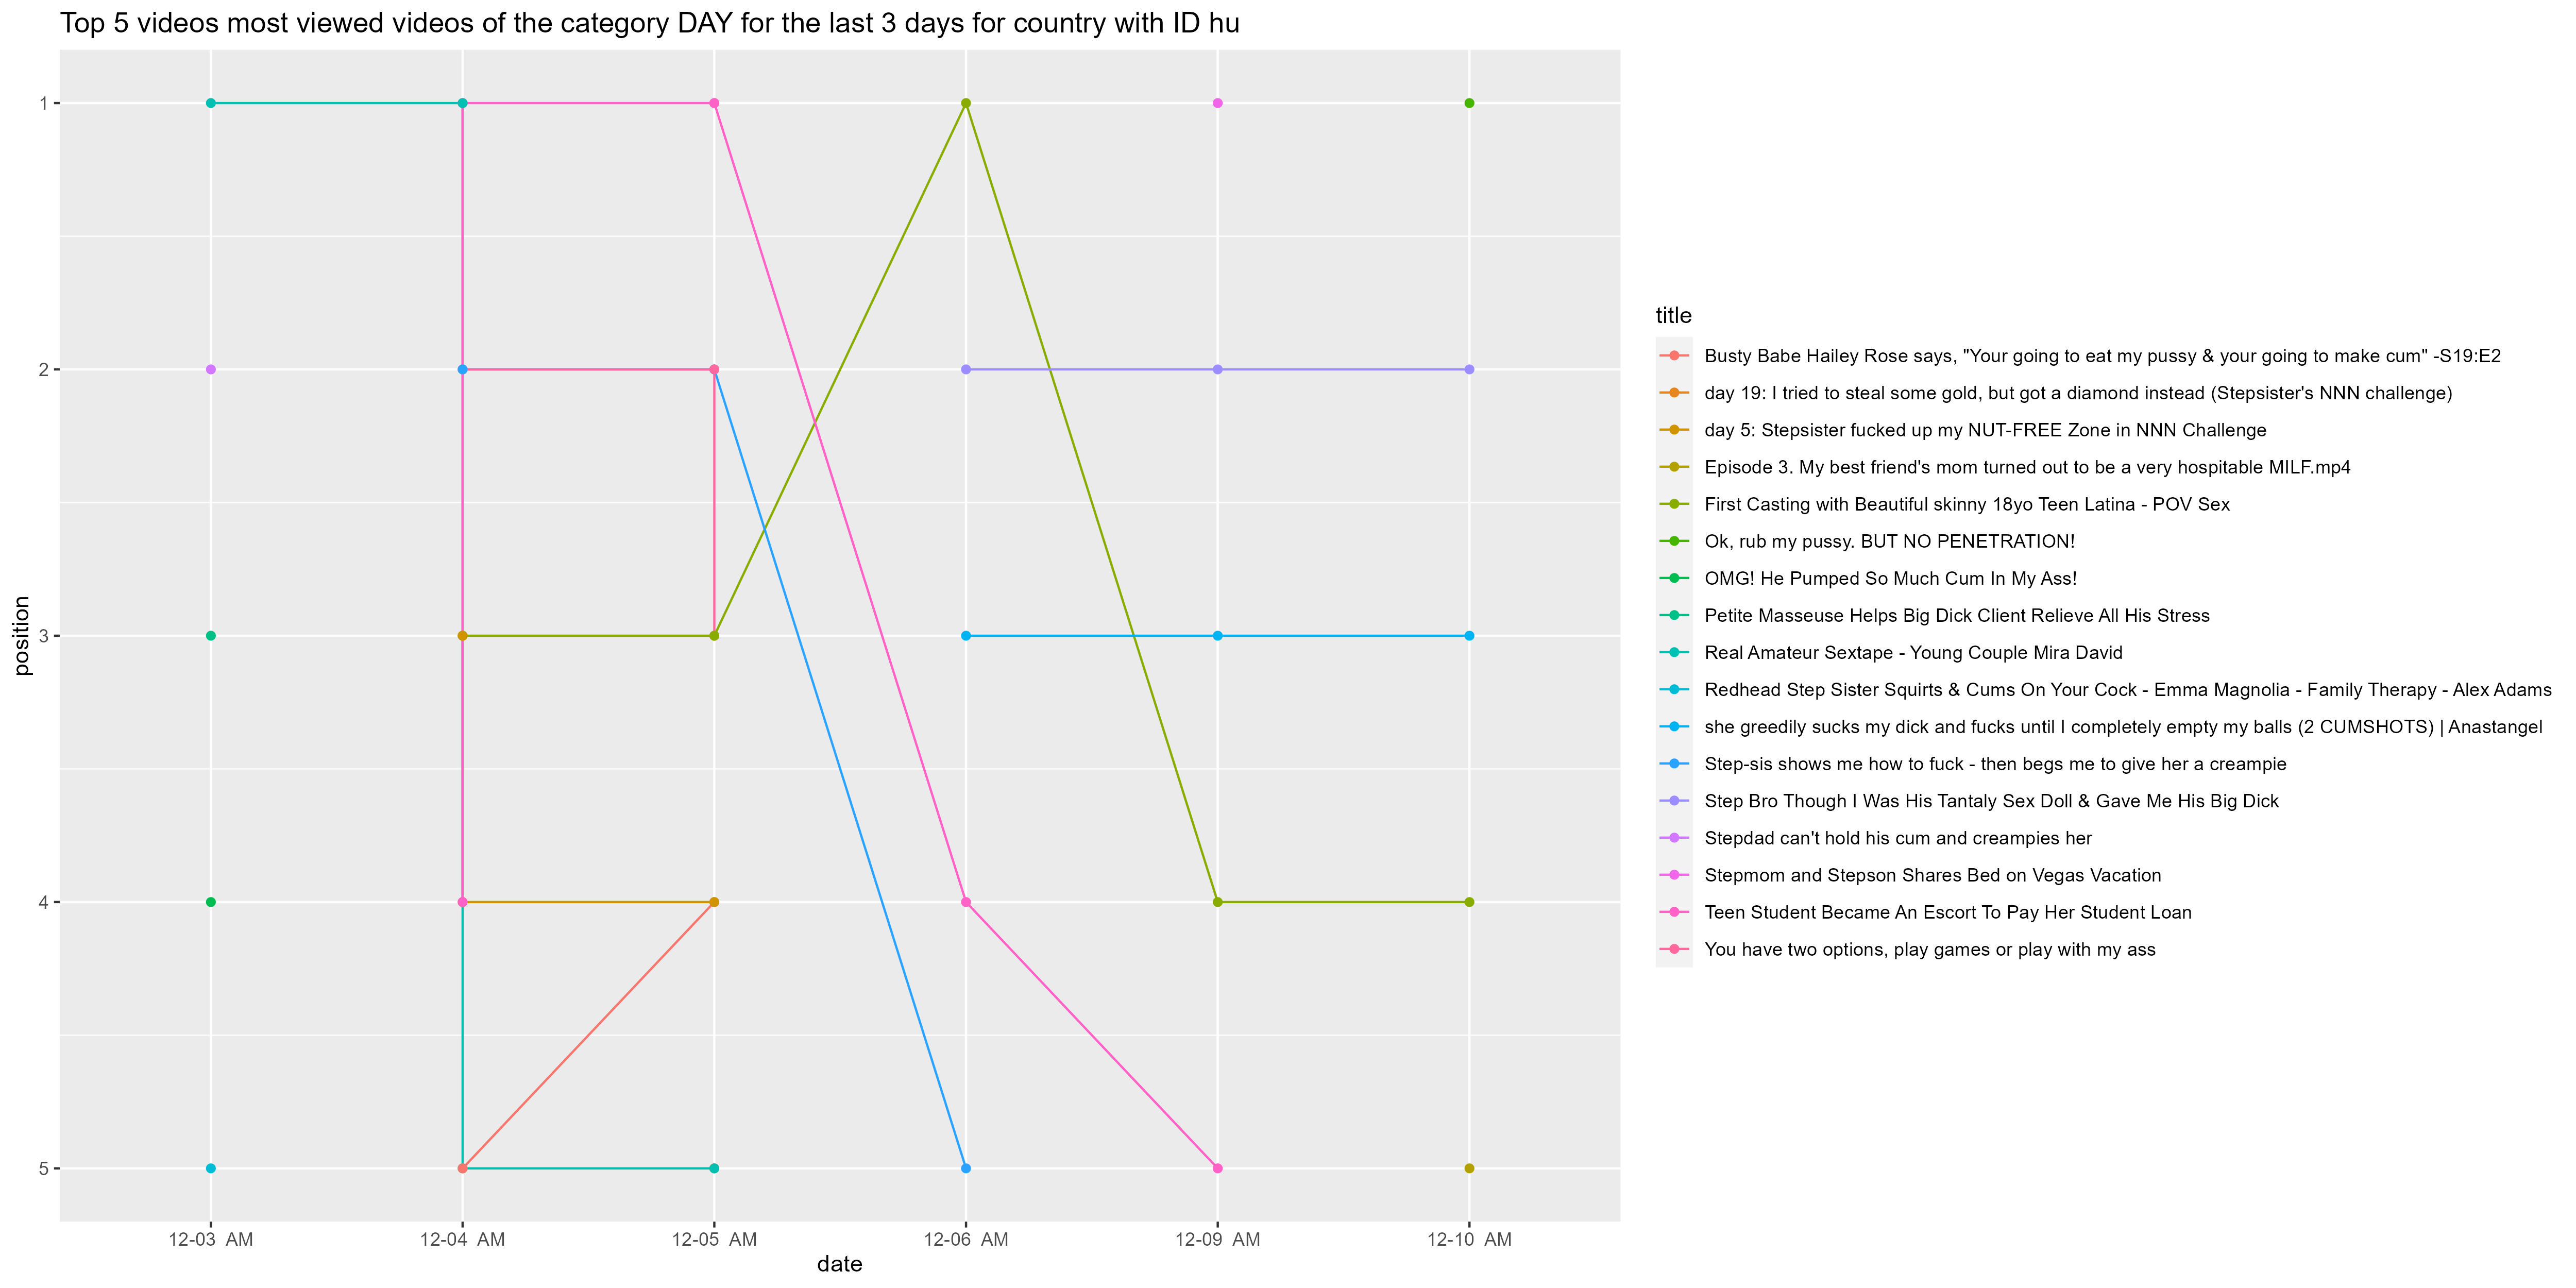 Top 5 videos most viewed videos of the category DAY for the last 3 days for country with ID hu
position
1
2
3
4
5
12-03 AM
12-04 AM
12-05 AM
12-06 AM
12-09 AM
12-10 AM
date
title
Busty Babe Hailey Rose says, "Your going to eat my pussy & your going to make cum" -S19:E2
day 19: I tried to steal some gold, but got a diamond instead (Stepsister's NNN challenge)
day 5: Stepsister fucked up my NUT-FREE Zone in NNN Challenge
Episode 3. My best friend's mom turned out to be a very hospitable MILF.mp4
First Casting with Beautiful skinny 18yo Teen Latina - POV Sex
Ok, rub my pussy. BUT NO PENETRATION!
OMG! He Pumped So Much Cum In My Ass!
Petite Masseuse Helps Big Dick Client Relieve All His Stress
Real Amateur Sextape - Young Couple Mira David
Redhead Step Sister Squirts & Cums On Your Cock - Emma Magnolia - Family Therapy - Alex Adams
she greedily sucks my dick and fucks until I completely empty my balls (2 CUMSHOTS) | Anastangel
Step-sis shows me how to fuck - then begs me to give her a creampie
Step Bro Though I Was His Tantaly Sex Doll & Gave Me His Big Dick
Stepdad can't hold his cum and creampies her
Stepmom and Stepson Shares Bed on Vegas Vacation
Teen Student Became An Escort To Pay Her Student Loan
You have two options, play games or play with my ass